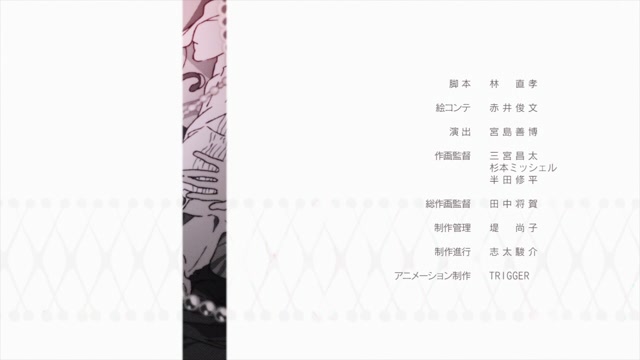 脚本 林 直孝
絵コンテ 赤井俊文
演出 宮島善博
作画監督 三宮昌太
杉本ミッシェル
半田修平
総作画監督 田中将賀
制作管理 堤 尚子
制作進行 志太駿介
アニメーション制作 TRIGGER